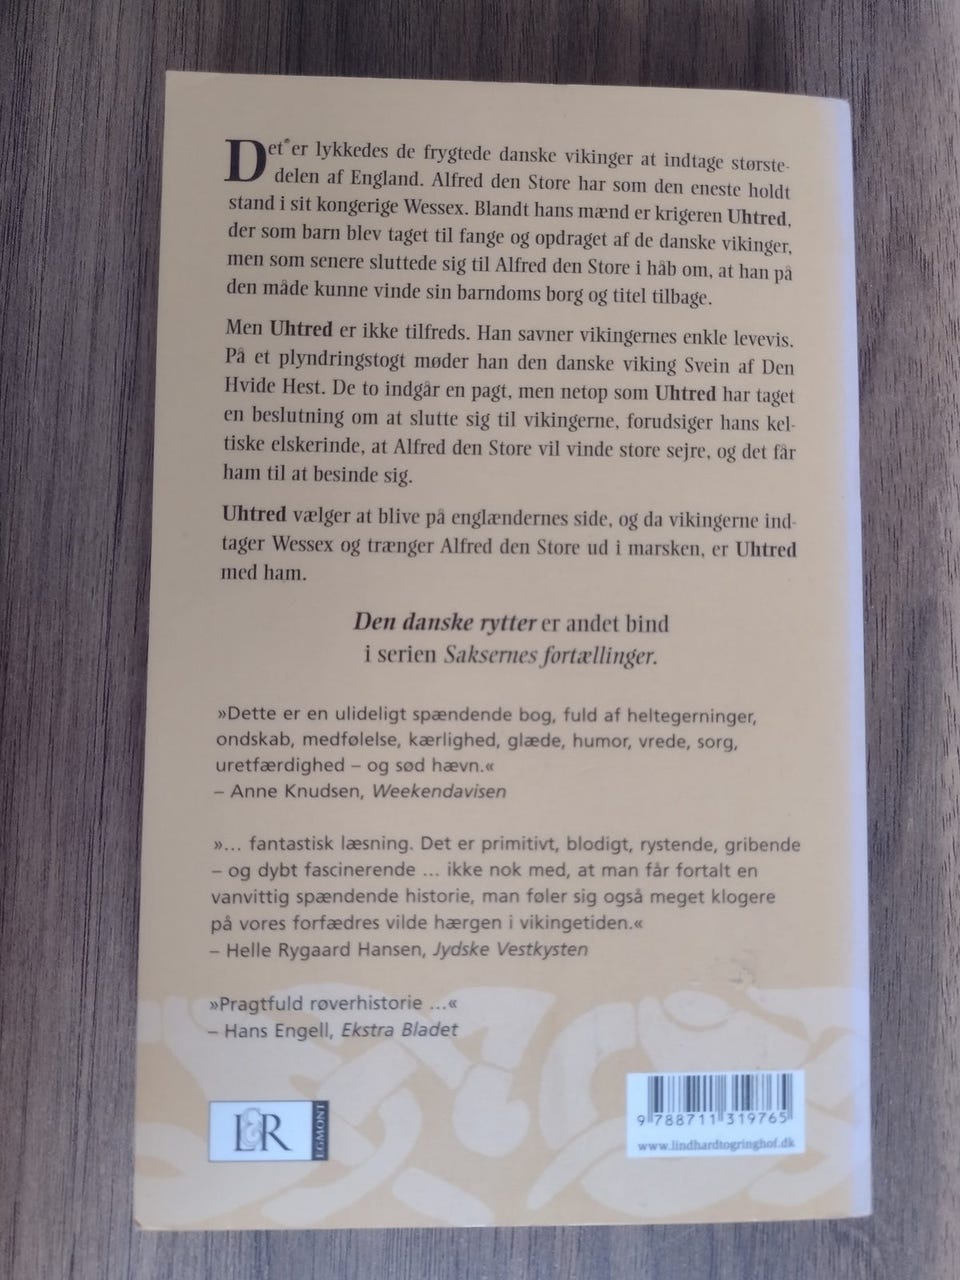 Det er lykkedes de frygtede danske vikinger at indtage største-
delen af England. Alfred den Store har som den eneste holdt
stand i sit kongerige Wessex. Blandt hans mænd er krigeren Uhtred,
der som barn blev taget til fange og opdraget af de danske vikinger,
men som senere sluttede sig til Alfred den Store i håb om, at han på
den måde kunne vinde sin barndoms borg og titel tilbage.
Men Uhtred er ikke tilfreds. Han savner vikingernes enkle levevis.
På et plyndringstogt møder han den danske viking Svein af Den
Hvide Hest. De to indgår en pagt, men netop som Uhtred har taget
en beslutning om at slutte sig til vikingerne, forudsiger hans kel-
tiske elskerinde, at Alfred den Store vil vinde store sejre, og det får
ham til at besinde sig.
Uhtred vælger at blive på englændernes side, og da vikingerne ind-
tager Wessex og trænger Alfred den Store ud i marsken, er Uhtred
med ham.
Den danske rytter er andet bind
i serien Saksernes fortællinger.
»Dette er en ulideligt spændende bog, fuld af heltegerninger,
ondskab, medfølelse, kærlighed, glæde, humor, vrede, sorg,
uretfærdighed – og sød hævn.«
– Anne Knudsen, Weekendavisen
»... fantastisk læsning. Det er primitivt, blodigt, rystende, gribende
– og dybt fascinerende ... ikke nok med, at man får fortalt en
vanvittig spændende historie, man føler sig også meget klogere
på vores forfædres vilde hærgen i vikingetiden.«
– Helle Rygaard Hansen, Jydske Vestkysten
»Pragtfuld røverhistorie ...«
– Hans Engell, Ekstra Bladet
L&R EGMONT
9 788711 319765
www.lindhardtogringhof.dk